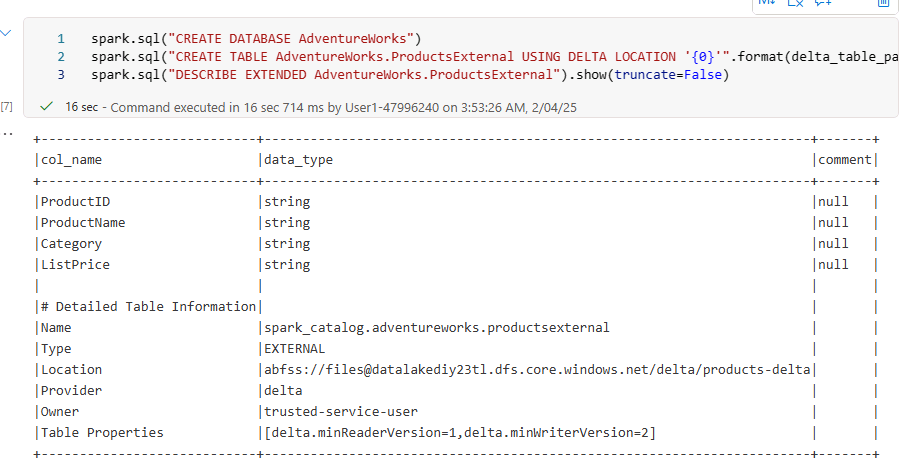 1 spark.sql("CREATE DATABASE AdventureWorks")
2 spark.sql("CREATE TABLE AdventureWorks.ProductsExternal USING DELTA LOCATION '{0}'".format(delta_table_pa
3 spark.sql("DESCRIBE EXTENDED AdventureWorks.ProductsExternal").show(truncate=False)
[7] 16 sec - Command executed in 16 sec 714 ms by User1-47996240 on 3:53:26 AM, 2/04/25
+---------------------------+------------------------------------------------------------+-------+
|col_name |data_type |comment|
+---------------------------+------------------------------------------------------------+-------+
|ProductID |string |null |
|ProductName |string |null |
|Category |string |null |
|ListPrice |string |null |
| | | |
|# Detailed Table Information| | |
|Name |spark_catalog.adventureworks.productsexternal | |
|Type |EXTERNAL | |
|Location |abfss://files@datalakediy23tl.dfs.core.windows.net/delta/products-delta| |
|Provider |delta | |
|Owner |trusted-service-user | |
|Table Properties |[delta.minReaderVersion=1,delta.minWriterVersion=2] | |
+---------------------------+------------------------------------------------------------+-------+